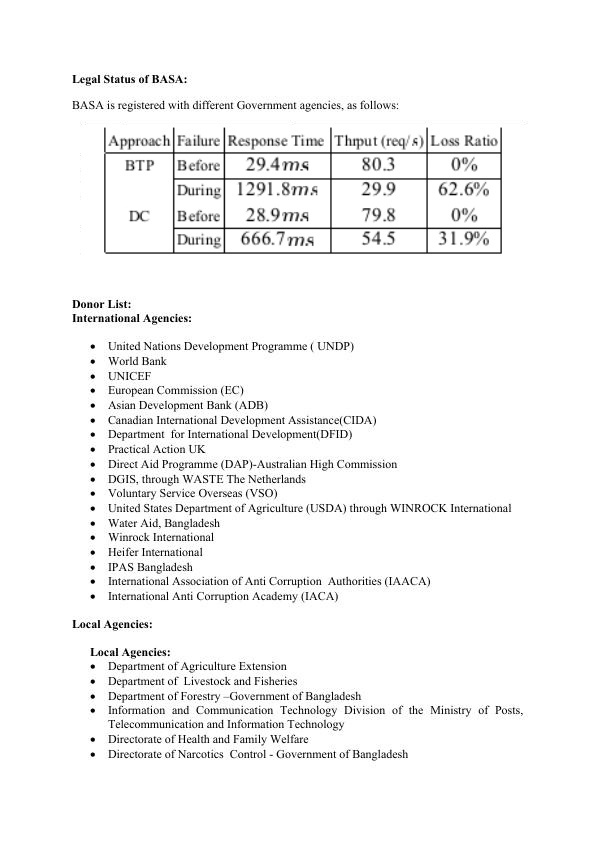 Legal Status of BASA:
BASA is registered with different Government agencies, as follows:
Approach Failure Response Time Thrput (req/s) Loss Ratio
BTP Before 29.4ms 80.3 0%
During 1291.8ms 29.9 62.6%
DC Before 28.9ms 79.8 0%
During 666.7ms 54.5 31.9%
Donor List:
International Agencies:
• United Nations Development Programme ( UNDP)
• World Bank
• UNICEF
• European Commission (EC)
• Asian Development Bank (ADB)
• Canadian International Development Assistance(CIDA)
• Department for International Development(DFID)
• Practical Action UK
• Direct Aid Programme (DAP)-Australian High Commission
• DGIS, through WASTE The Netherlands
• Voluntary Service Overseas (VSO)
• United States Department of Agriculture (USDA) through WINROCK International
• Water Aid, Bangladesh
• Winrock International
• Heifer International
• IPAS Bangladesh
• International Association of Anti Corruption Authorities (IAACA)
• International Anti Corruption Academy (IACA)
Local Agencies:
Local Agencies:
• Department of Agriculture Extension
• Department of Livestock and Fisheries
• Department of Forestry –Government of Bangladesh
• Information and Communication Technology Division of the Ministry of Posts,
Telecommunication and Information Technology
• Directorate of Health and Family Welfare
• Directorate of Narcotics Control - Government of Bangladesh